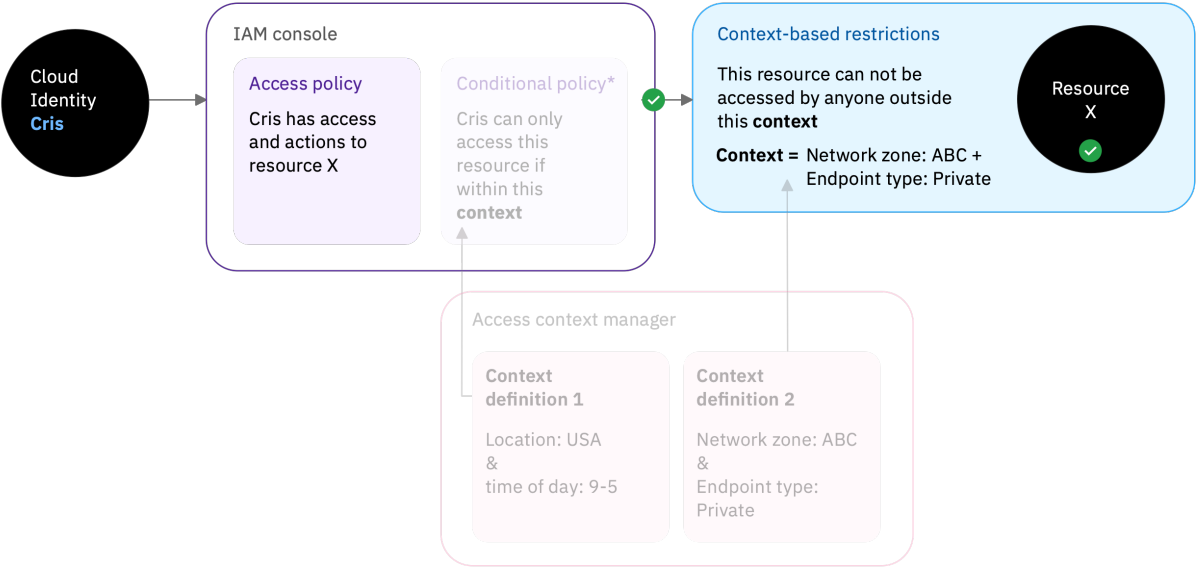 Cloud
Identity
Cris
IAM console
Access policy
Cris has access
and actions to
resource X
Conditional policy*
Cris can only
access this
resource if
within this
context
Context-based restrictions
This resource can not be
accessed by anyone outside
this context
Context = Network zone: ABC +
Endpoint type: Private
Resource
X
Access context manager
Context
definition 1
Location: USA
&
time of day: 9-5
Context
definition 2
Network zone: ABC
&
Endpoint type:
Private